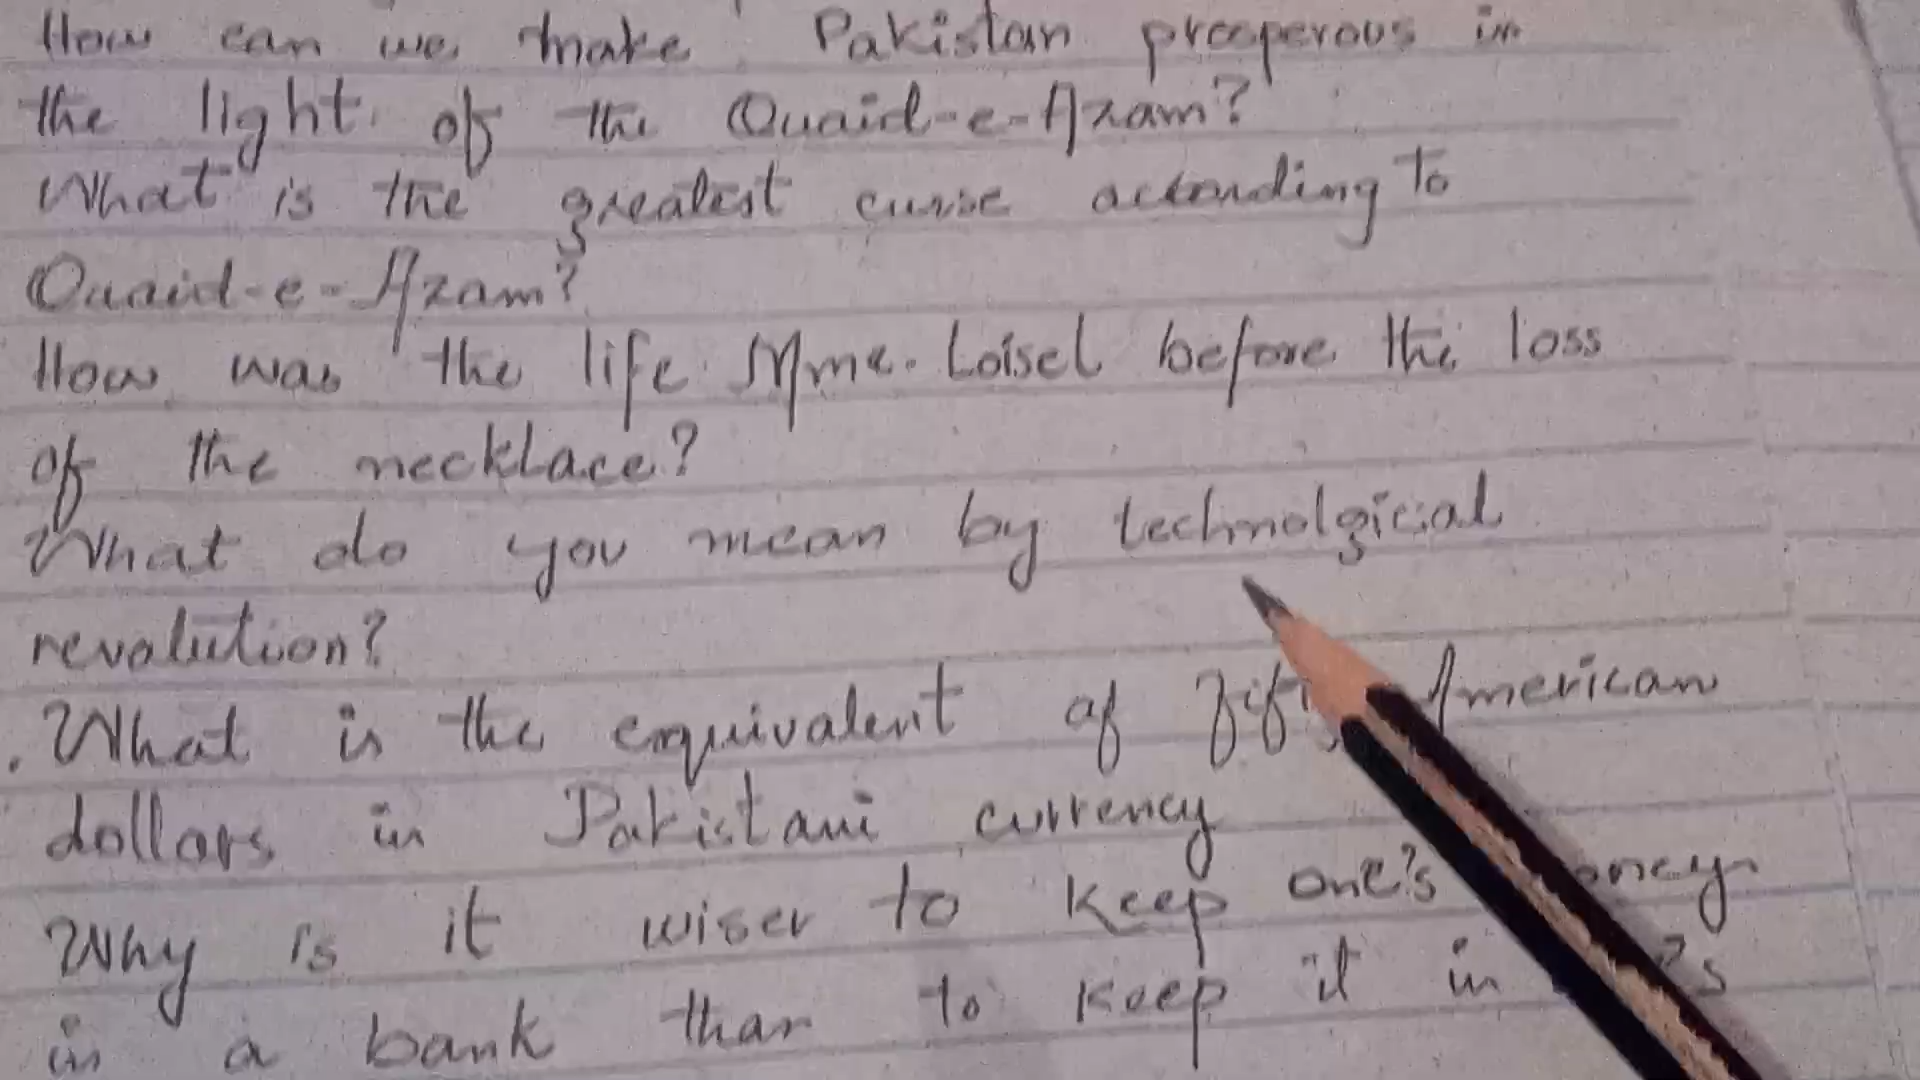 How can we make Pakistan prosperous in
the light of the Quaid-e-Azam?
What is the greatest curse according to
Quaid-e-Azam?
How was the life Mme. Loisel before the loss
of the necklace?
What do you mean by technolgical
revalution?
What is the equivalent of American
dollars in Pakistani currency
Why is it wiser to keep one's
in a bank than to keep it in